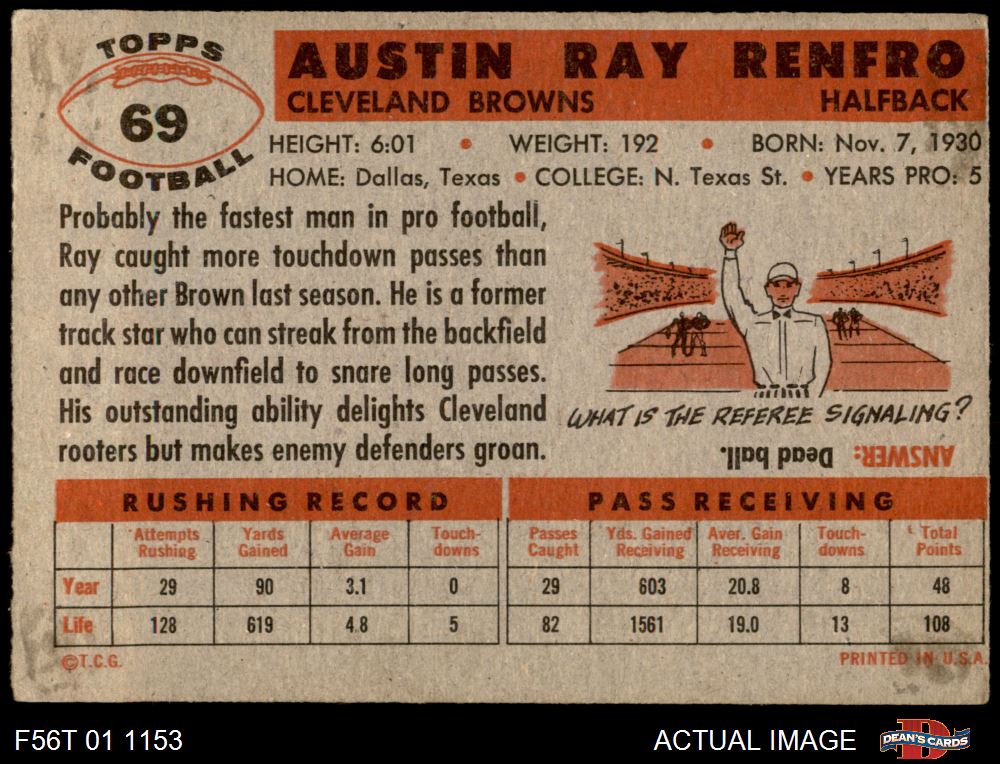 TOPPS
69
FOOTBALL
AUSTIN RAY RENFRO
CLEVELAND BROWNS HALFBACK
HEIGHT: 6:01 • WEIGHT: 192 • BORN: Nov. 7, 1930
HOME: Dallas, Texas • COLLEGE: N. Texas St. • YEARS PRO: 5
Probably the fastest man in pro football,
Ray caught more touchdown passes than
any other Brown last season. He is a former
track star who can streak from the backfield
and race downfield to snare long passes.
His outstanding ability delights Cleveland
rooters but makes enemy defenders groan.
WHAT IS THE REFEREE SIGNALING?
ANSWER: Dead ball.
RUSHING RECORD PASS RECEIVING
Attempts Rushing Yards Gained Average Gain Touch-downs Passes Caught Yds. Gained Receiving Aver. Gain Receiving Touch-downs Total Points
Year 29 90 3.1 0 29 603 20.8 8 48
Life 128 619 4.8 5 82 1561 19.0 13 108
©T.C.G. PRINTED IN U.S.A.
F56T 01 1153 ACTUAL IMAGE DEAN'S CARDS